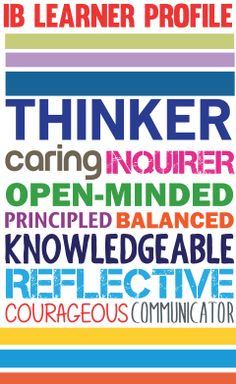 IB LEARNER PROFILE
THINKER
caring INQUIRER
OPEN-MINDED
PRINCIPLED BALANCED
KNOWLEDGEABLE
REFLECTIVE
COURAGEOUS COMMUNICATOR